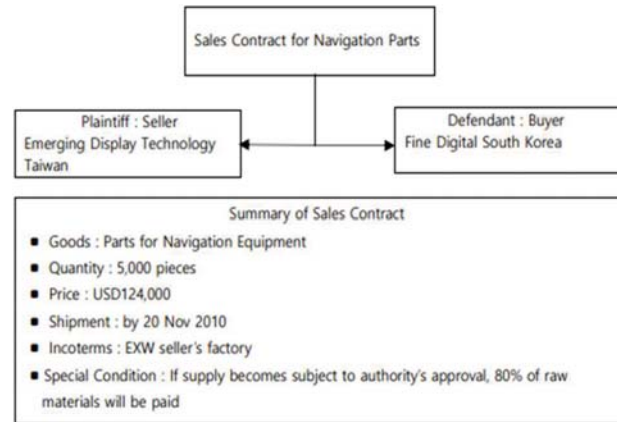 Sales Contract for Navigation Parts
Plaintiff : Seller
Emerging Display Technology
Taiwan
Defendant : Buyer
Fine Digital South Korea
Summary of Sales Contract
■ Goods : Parts for Navigation Equipment
■ Quantity : 5,000 pieces
■ Price : USD124,000
■ Shipment : by 20 Nov 2010
■ Incoterms : EXW seller's factory
■ Special Condition : If supply becomes subject to authority's approval, 80% of raw
materials will be paid